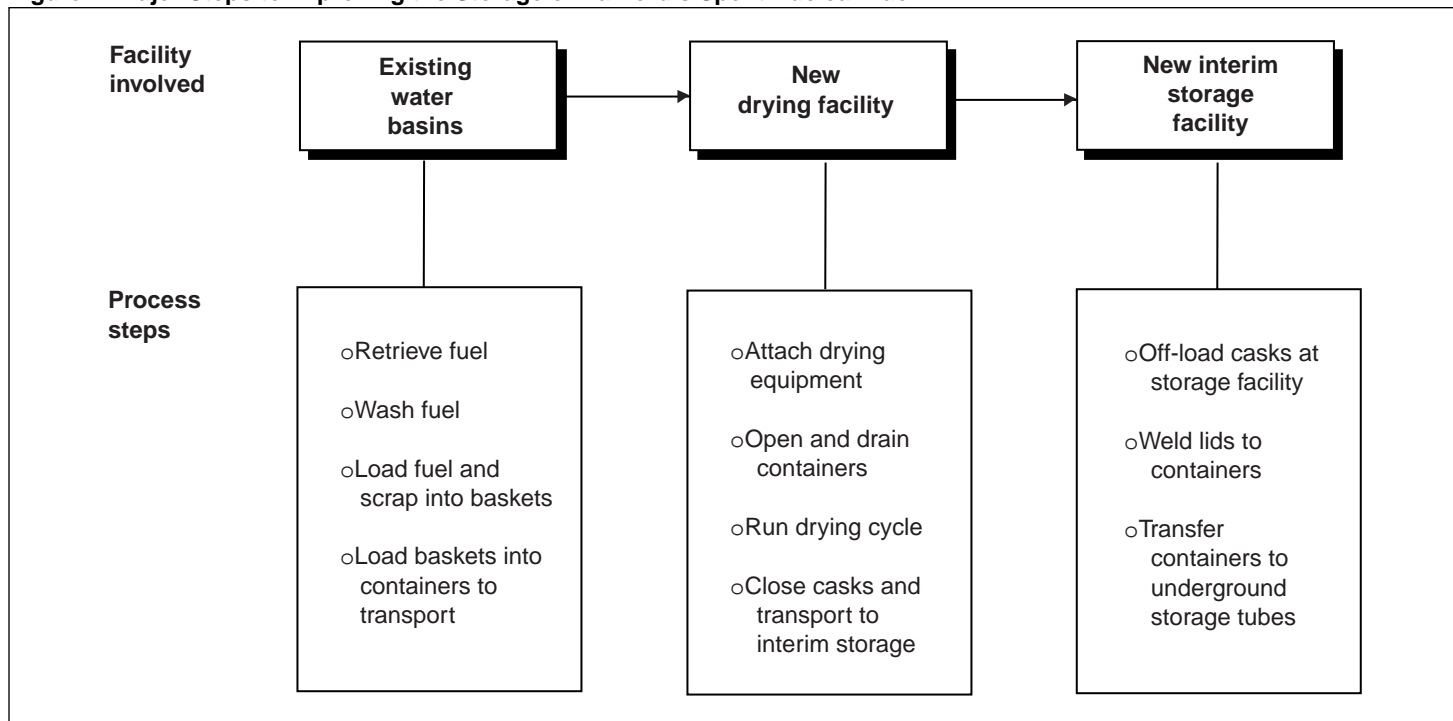 Facility
involved
Existing
water
basins
New
drying facility
New interim
storage
facility
Process
steps
oRetrieve fuel
oWash fuel
oLoad fuel and
scrap into baskets
oLoad baskets into
containers to
transport
oAttach drying
equipment
oOpen and drain
containers
oRun drying cycle
oClose casks and
transport to
interim storage
oOff-load casks at
storage facility
oWeld lids to
containers
oTransfer
containers to
underground
storage tubes